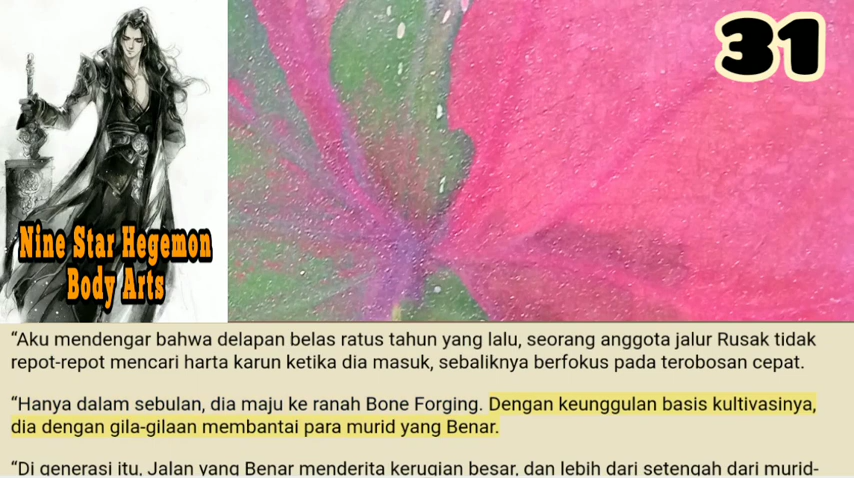 31
Nine Star Hegemon
Body Arts
“Aku mendengar bahwa delapan belas ratus tahun yang lalu, seorang anggota jalur Rusak tidak
repot-repot mencari harta karun ketika dia masuk, sebaliknya berfokus pada terobosan cepat.
“Hanya dalam sebulan, dia maju ke ranah Bone Forging. Dengan keunggulan basis kultivasinya,
dia dengan gila-gilaan membantai para murid yang Benar.
“Di generasi itu, Jalan yang Benar menderita kerugian besar, dan lebih dari setengah dari murid-